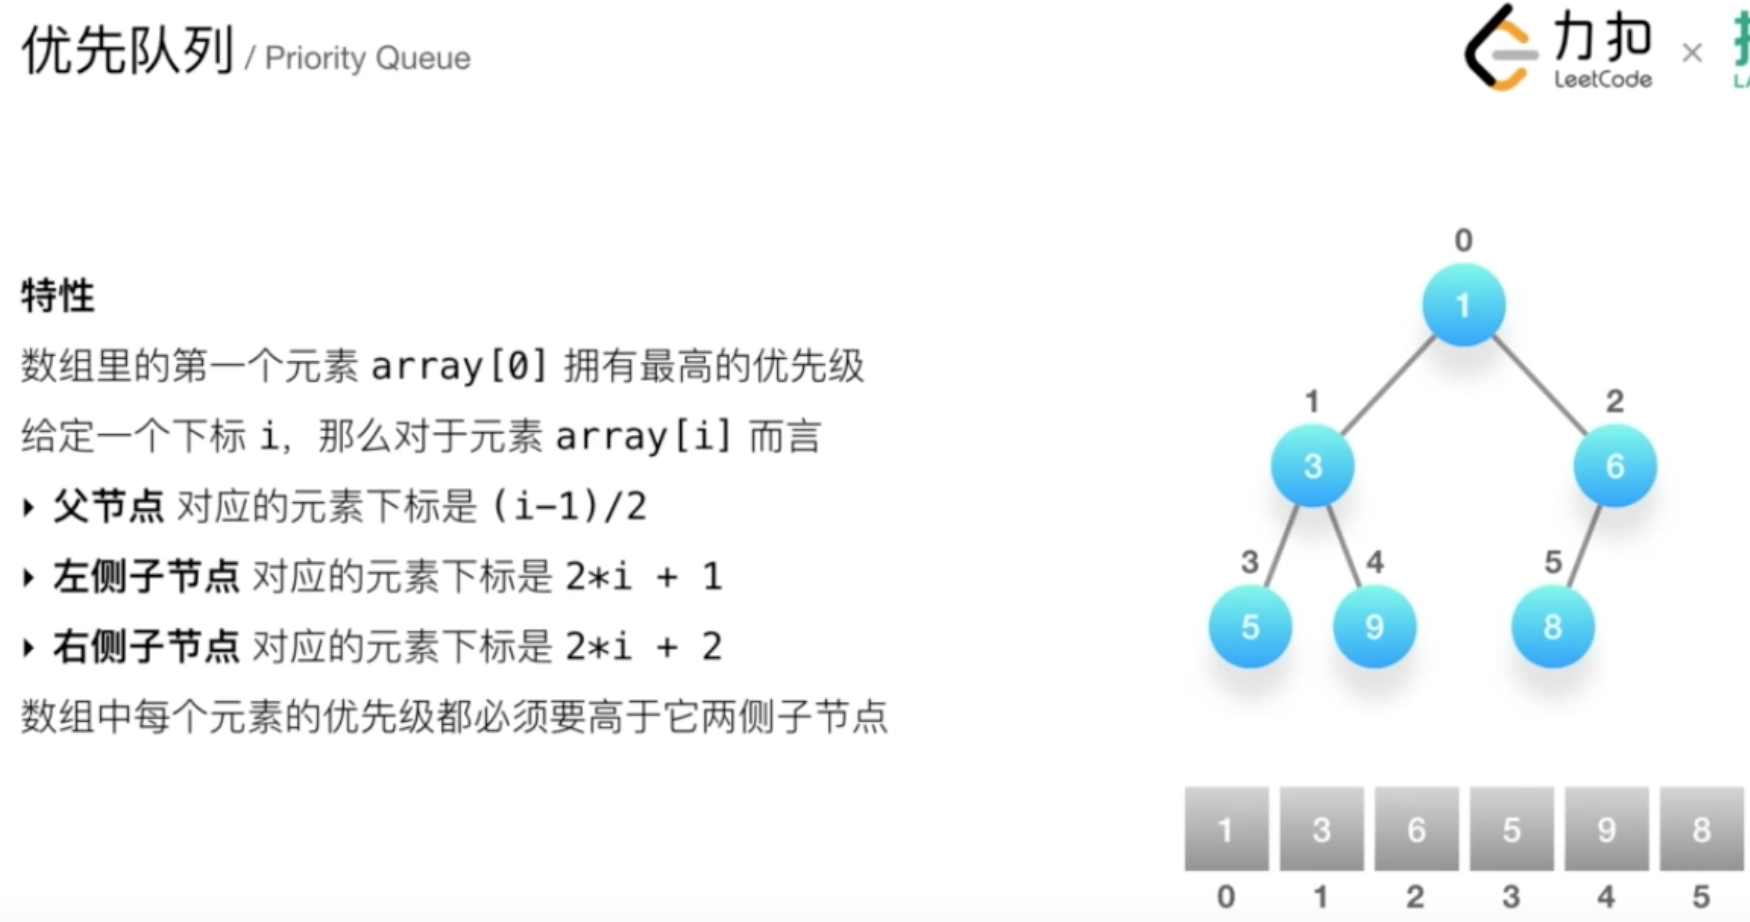 优先队列 / Priority Queue
力扣
LeetCode
×
特性
数组里的第一个元素 array[0] 拥有最高的优先级
给定一个下标 i，那么对于元素 array[i] 而言
▸ 父节点 对应的元素下标是 (i-1)/2
▸ 左侧子节点 对应的元素下标是 2*i + 1
▸ 右侧子节点 对应的元素下标是 2*i + 2
数组中每个元素的优先级都必须要高于它两侧子节点
0
1
1 2
3 6
3 4 5
5 9 8
1 3 6 5 9 8
0 1 2 3 4 5